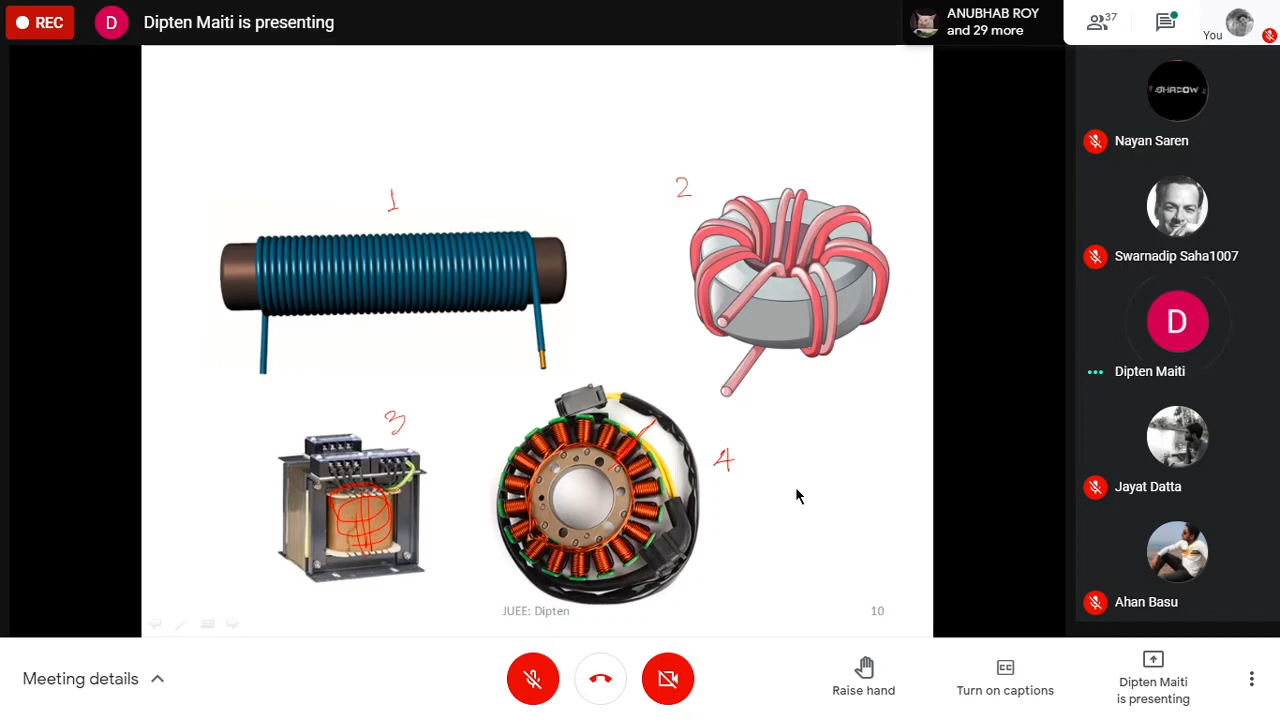 REC
D
Dipten Maiti is presenting
ANUBHAB ROY
and 29 more
37
You
1
2
3
4
JUEE: Dipten
10
SHADOW
Nayan Saren
Swarnadip Saha1007
D
Dipten Maiti
Jayat Datta
Ahan Basu
Meeting details
Raise hand
Turn on captions
Dipten Maiti
is presenting